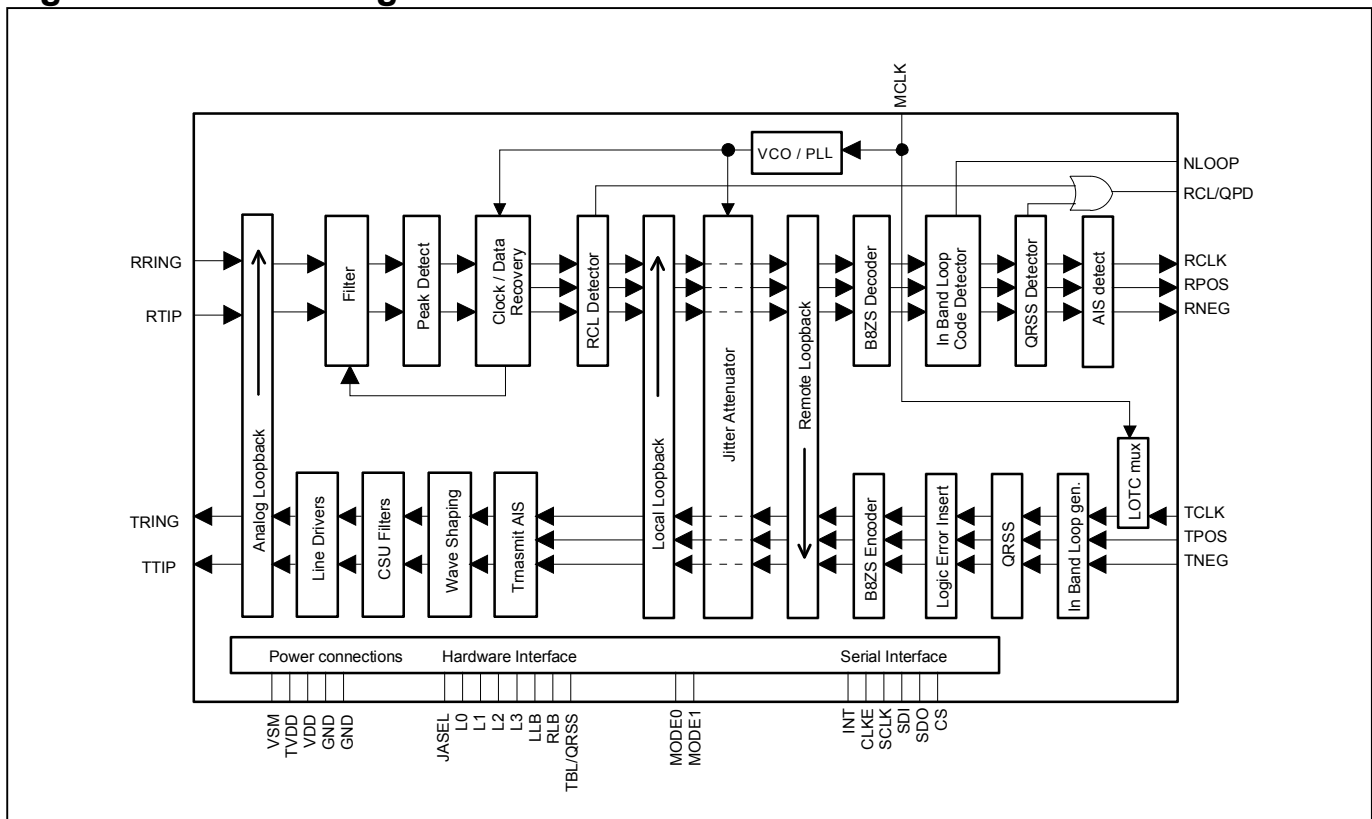 MCLK
VCO / PLL
NLOOP
RCL/QPD
RRING
RTIP
Analog Loopback
Filter
Peak Detect
Clock / Data
Recovery
RCL Detector
Local Loopback
Jitter Attenuator
Remote Loopback
B8ZS Decoder
In Band Loop
Code Detector
QRSS Detector
AIS detect
RCLK
RPOS
RNEG
TRING
TTIP
Line Drivers
CSU Filters
Wave Shaping
Trnasmit AIS
B8ZS Encoder
Logic Error Insert
QRSS
In Band Loop gen.
LOTC mux
TCLK
TPOS
TNEG
Power connections
Hardware Interface
Serial Interface
VSM
TVDD
VDD
GND
GND
JASEL
L0
L1
L2
L3
LLB
RLB
TBL/QRSS
MODE0
MODE1
INT
CLKE
SCLK
SDI
SDO
CS